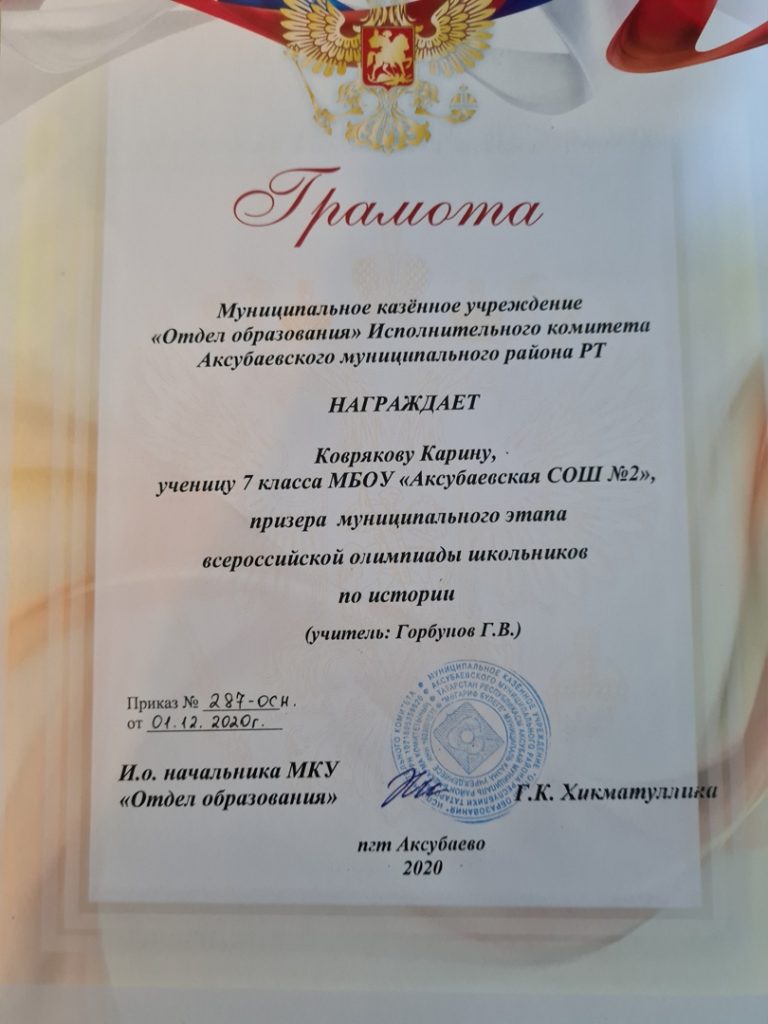 Грамота
Муниципальное казённое учреждение
«Отдел образования» Исполнительного комитета
Аксубаевского муниципального района РТ
НАГРАЖДАЕТ
Коврякову Карину,
ученицу 7 класса МБОУ «Аксубаевская СОШ №2»,
призера муниципального этапа
всероссийской олимпиады школьников
по истории
(учитель: Горбунов Г.В.)
Приказ № 287-осн.
от 01.12.2020г.
И.о. начальника МКУ
«Отдел образования»
Г.К. Хикматуллина
пгт Аксубаево
2020